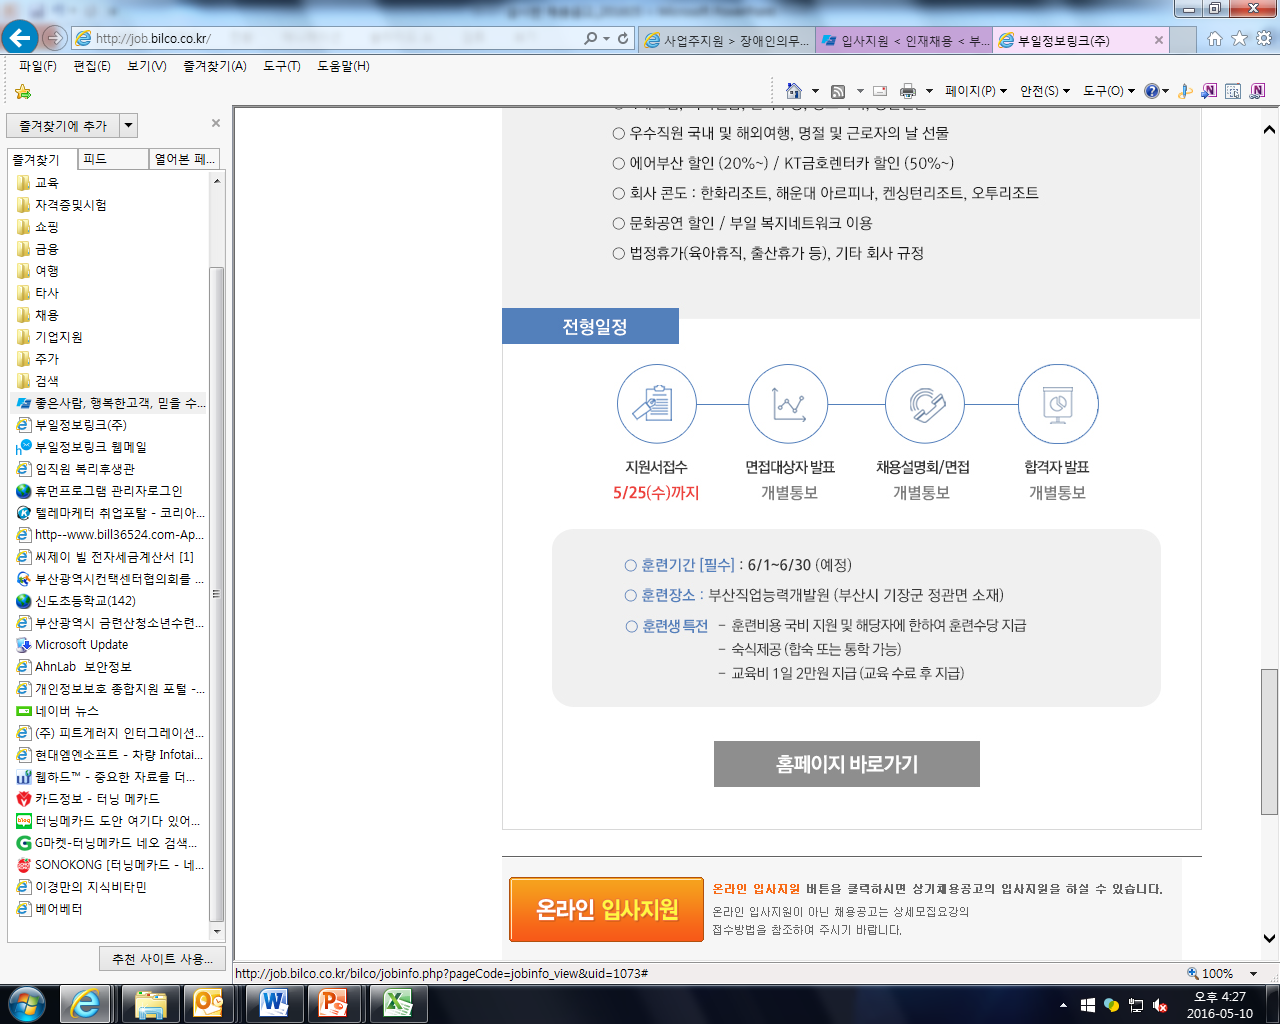 http://job.bilco.co.kr/
사업주지원 > 장애인의무...
입사지원 < 인재채용 < 부...
부일정보링크(주)
파일(F) 편집(E) 보기(V) 즐겨찾기(A) 도구(T) 도움말(H)
페이지(P) 안전(S) 도구(O)
즐겨찾기에 추가
즐겨찾기 피드 열어본 페...
교육
자격증및시험
쇼핑
금융
여행
타사
채용
기업지원
주가
검색
좋은사람, 행복한고객, 믿을 수...
부일정보링크(주)
부일정보링크 웹메일
임직원 복리후생관
휴먼프로그램 관리자로그인
텔레마케터 취업포탈 - 코리아...
http--www.bill36524.com-Ap...
씨제이 빌 전자세금계산서 [1]
부산광역시컨택센터협의회를 ...
신도초등학교(142)
부산광역시 금련산청소년수련...
Microsoft Update
AhnLab 보안정보
개인정보보호 종합지원 포털 -...
네이버 뉴스
(주) 피트게러지 인터그레이션...
현대엠엔소프트 - 차량 Infotai...
웹하드™ - 중요한 자료를 더...
카드정보 - 터닝 메카드
터닝메카드 도안 여기다 있어...
G마켓-터닝메카드 네오 검색...
SONOKONG [터닝메카드 - 네...
이경만의 지식비타민
베어베터
추천 사이트 사용...
○ 우수직원 국내 및 해외여행, 명절 및 근로자의 날 선물
○ 에어부산 할인 (20%~) / KT금호렌터카 할인 (50%~)
○ 회사 콘도 : 한화리조트, 해운대 아르피나, 켄싱턴리조트, 오투리조트
○ 문화공연 할인 / 부일 복지네트워크 이용
○ 법정휴가(육아휴직, 출산휴가 등), 기타 회사 규정
전형일정
지원서접수 면접대상자 발표 채용설명회/면접 합격자 발표
5/25(수)까지 개별통보 개별통보 개별통보
○ 훈련기간 [필수] : 6/1~6/30 (예정)
○ 훈련장소 : 부산직업능력개발원 (부산시 기장군 정관면 소재)
○ 훈련생 특전 - 훈련비용 국비 지원 및 해당자에 한하여 훈련수당 지급
- 숙식제공 (합숙 또는 통학 가능)
- 교육비 1일 2만원 지급 (교육 수료 후 지급)
홈페이지 바로가기
온라인 입사지원
온라인 입사지원 버튼을 클릭하시면 상기채용공고의 입사지원을 하실 수 있습니다.
온라인 입사지원이 아닌 채용공고는 상세모집요강의
접수방법을 참조하여 주시기 바랍니다.
http://job.bilco.co.kr/bilco/jobinfo.php?pageCode=jobinfo_view&uid=1073#
100%
오후 4:27
2016-05-10